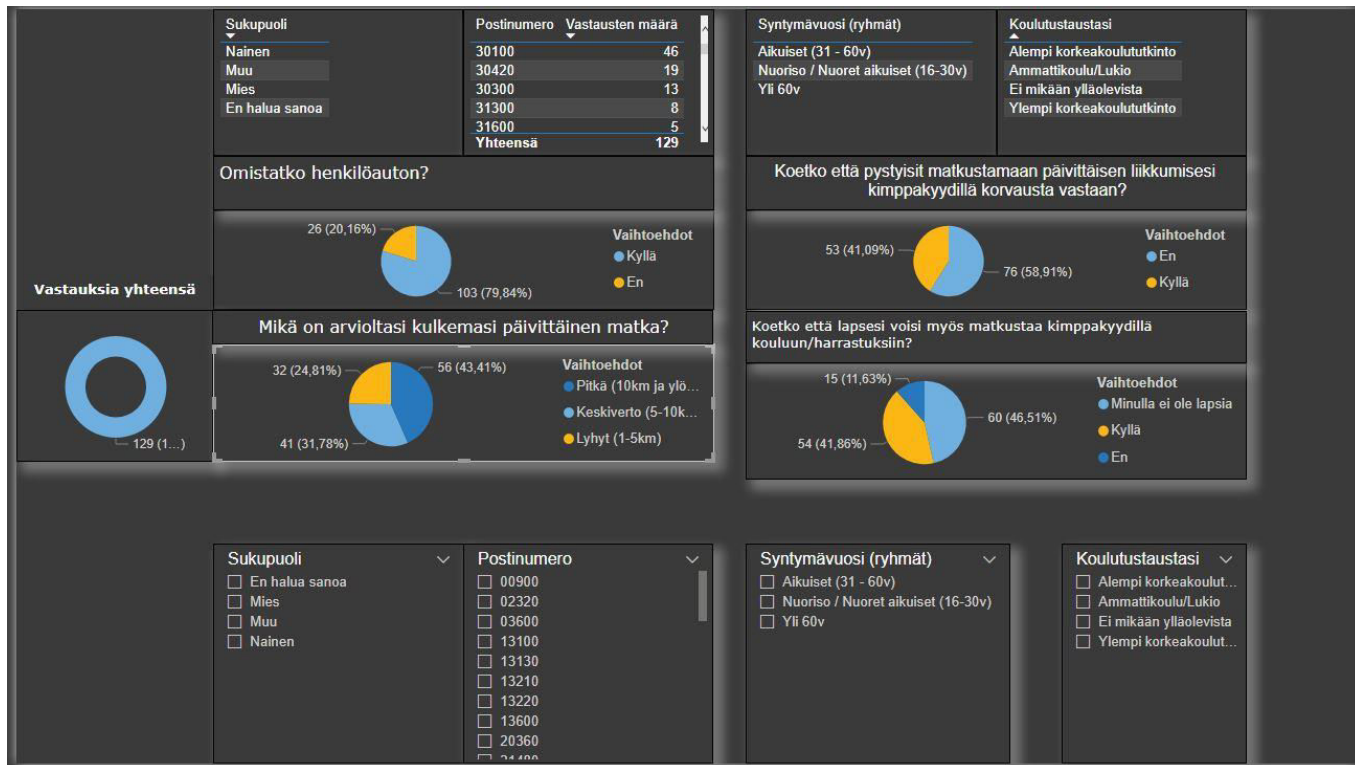 Sukupuoli
Nainen
Muu
Mies
En halua sanoa
Postinumero Vastausten määrä
30100 46
30420 19
30300 13
31300 8
31600 5
Yhteensä 129
Syntymävuosi (ryhmät)
Aikuiset (31 - 60v)
Nuoriso / Nuoret aikuiset (16-30v)
Yli 60v
Koulutustaustasi
Alempi korkeakoulututkinto
Ammattikoulu/Lukio
Ei mikään ylläolevista
Ylempi korkeakoulututkinto
Omistatko henkilöauton?
26 (20,16%)
103 (79,84%)
Vaihtoehdot
Kyllä
En
Koetko että pystyisit matkustamaan päivittäisen liikkumisesi
kimppakyydillä korvausta vastaan?
53 (41,09%)
76 (58,91%)
Vaihtoehdot
En
Kyllä
Vastauksia yhteensä
129 (1...)
Mikä on arvioltasi kulkemasi päivittäinen matka?
32 (24,81%)
56 (43,41%)
41 (31,78%)
Vaihtoehdot
Pitkä (10km ja ylö...
Keskiverto (5-10k...
Lyhyt (1-5km)
Koetko että lapsesi voisi myös matkustaa kimppakyydillä
kouluun/harrastuksiin?
15 (11,63%)
60 (46,51%)
54 (41,86%)
Vaihtoehdot
Minulla ei ole lapsia
Kyllä
En
Sukupuoli
En halua sanoa
Mies
Muu
Nainen
Postinumero
00900
02320
03600
13100
13130
13210
13220
13600
20360
Syntymävuosi (ryhmät)
Aikuiset (31 - 60v)
Nuoriso / Nuoret aikuiset (16-30v)
Yli 60v
Koulutustaustasi
Alempi korkeakoulut...
Ammattikoulu/Lukio
Ei mikään ylläolevista
Ylempi korkeakoulut...